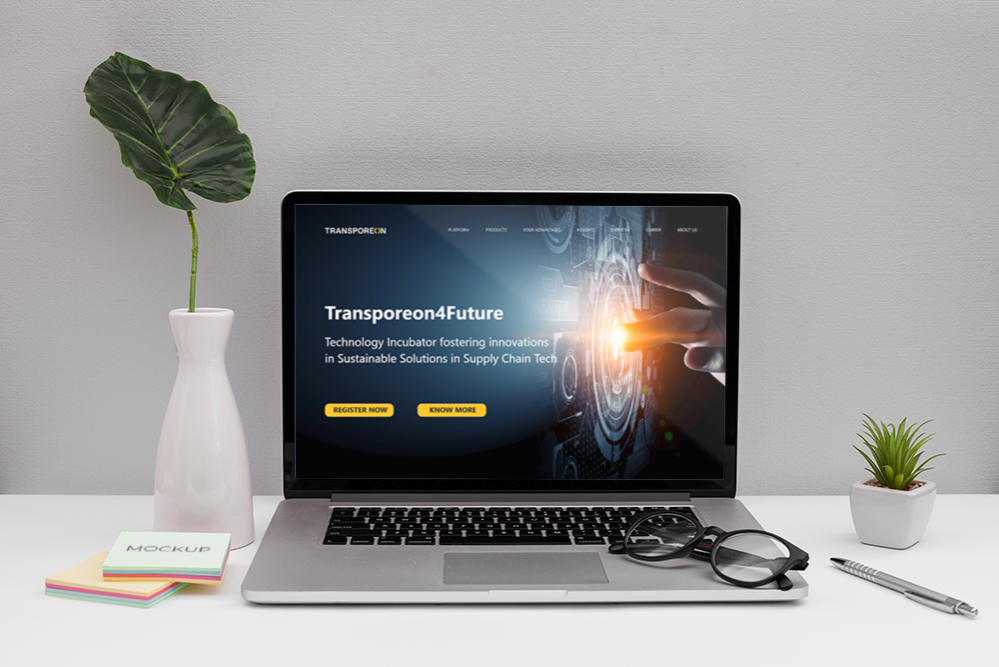 TRANSPOREON
PLATFORM PRODUCTS YOUR ADVANTAGES INSIGHTS CAREER ABOUT US
Transporeon4Future
Technology Incubator fostering innovations
in Sustainable Solutions in Supply Chain Tech
REGISTER NOW KNOW MORE
MOCKUP